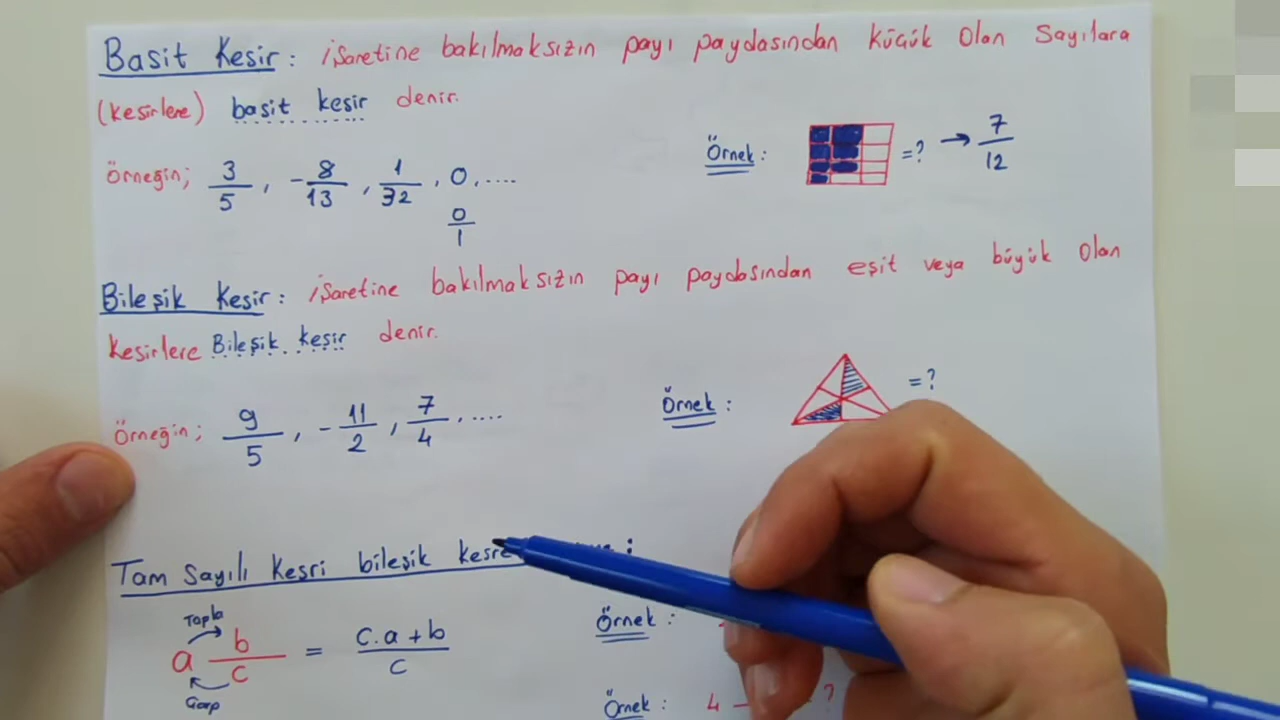 Basit Kesir : işaretine bakılmaksızın payı paydasından küçük olan sayılara
(kesirlere) basit kesir denir.
Örneğin; 3/5 , -8/13 , 1/32 , 0 , ....
0/1
Örnek : =? → 7/12
Bileşik Kesir : işaretine bakılmaksızın payı paydasından eşit veya büyük olan
kesirlere Bileşik kesir denir.
Örneğin; 9/5 , -11/2 , 7/4 , ....
Örnek : =?
Tam Sayılı Kesri bileşik :
Topla
a b/c = c.a+b/c
Çarp
Örnek :
Örnek : 4 ?